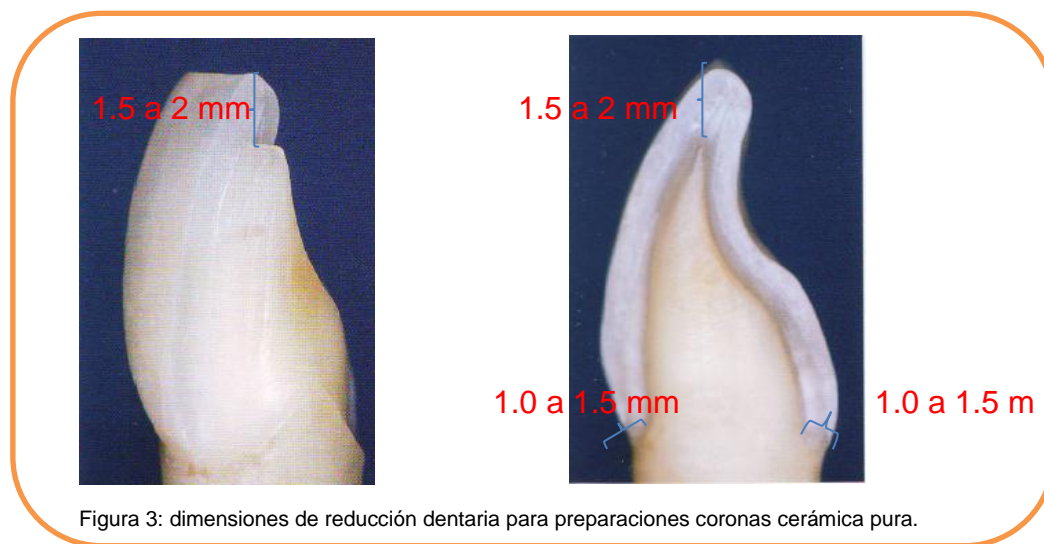 1.5 a 2 mm
1.5 a 2 mm
1.0 a 1.5 mm
1.0 a 1.5 m
Figura 3: dimensiones de reducción dentaria para preparaciones coronas cerámica pura.